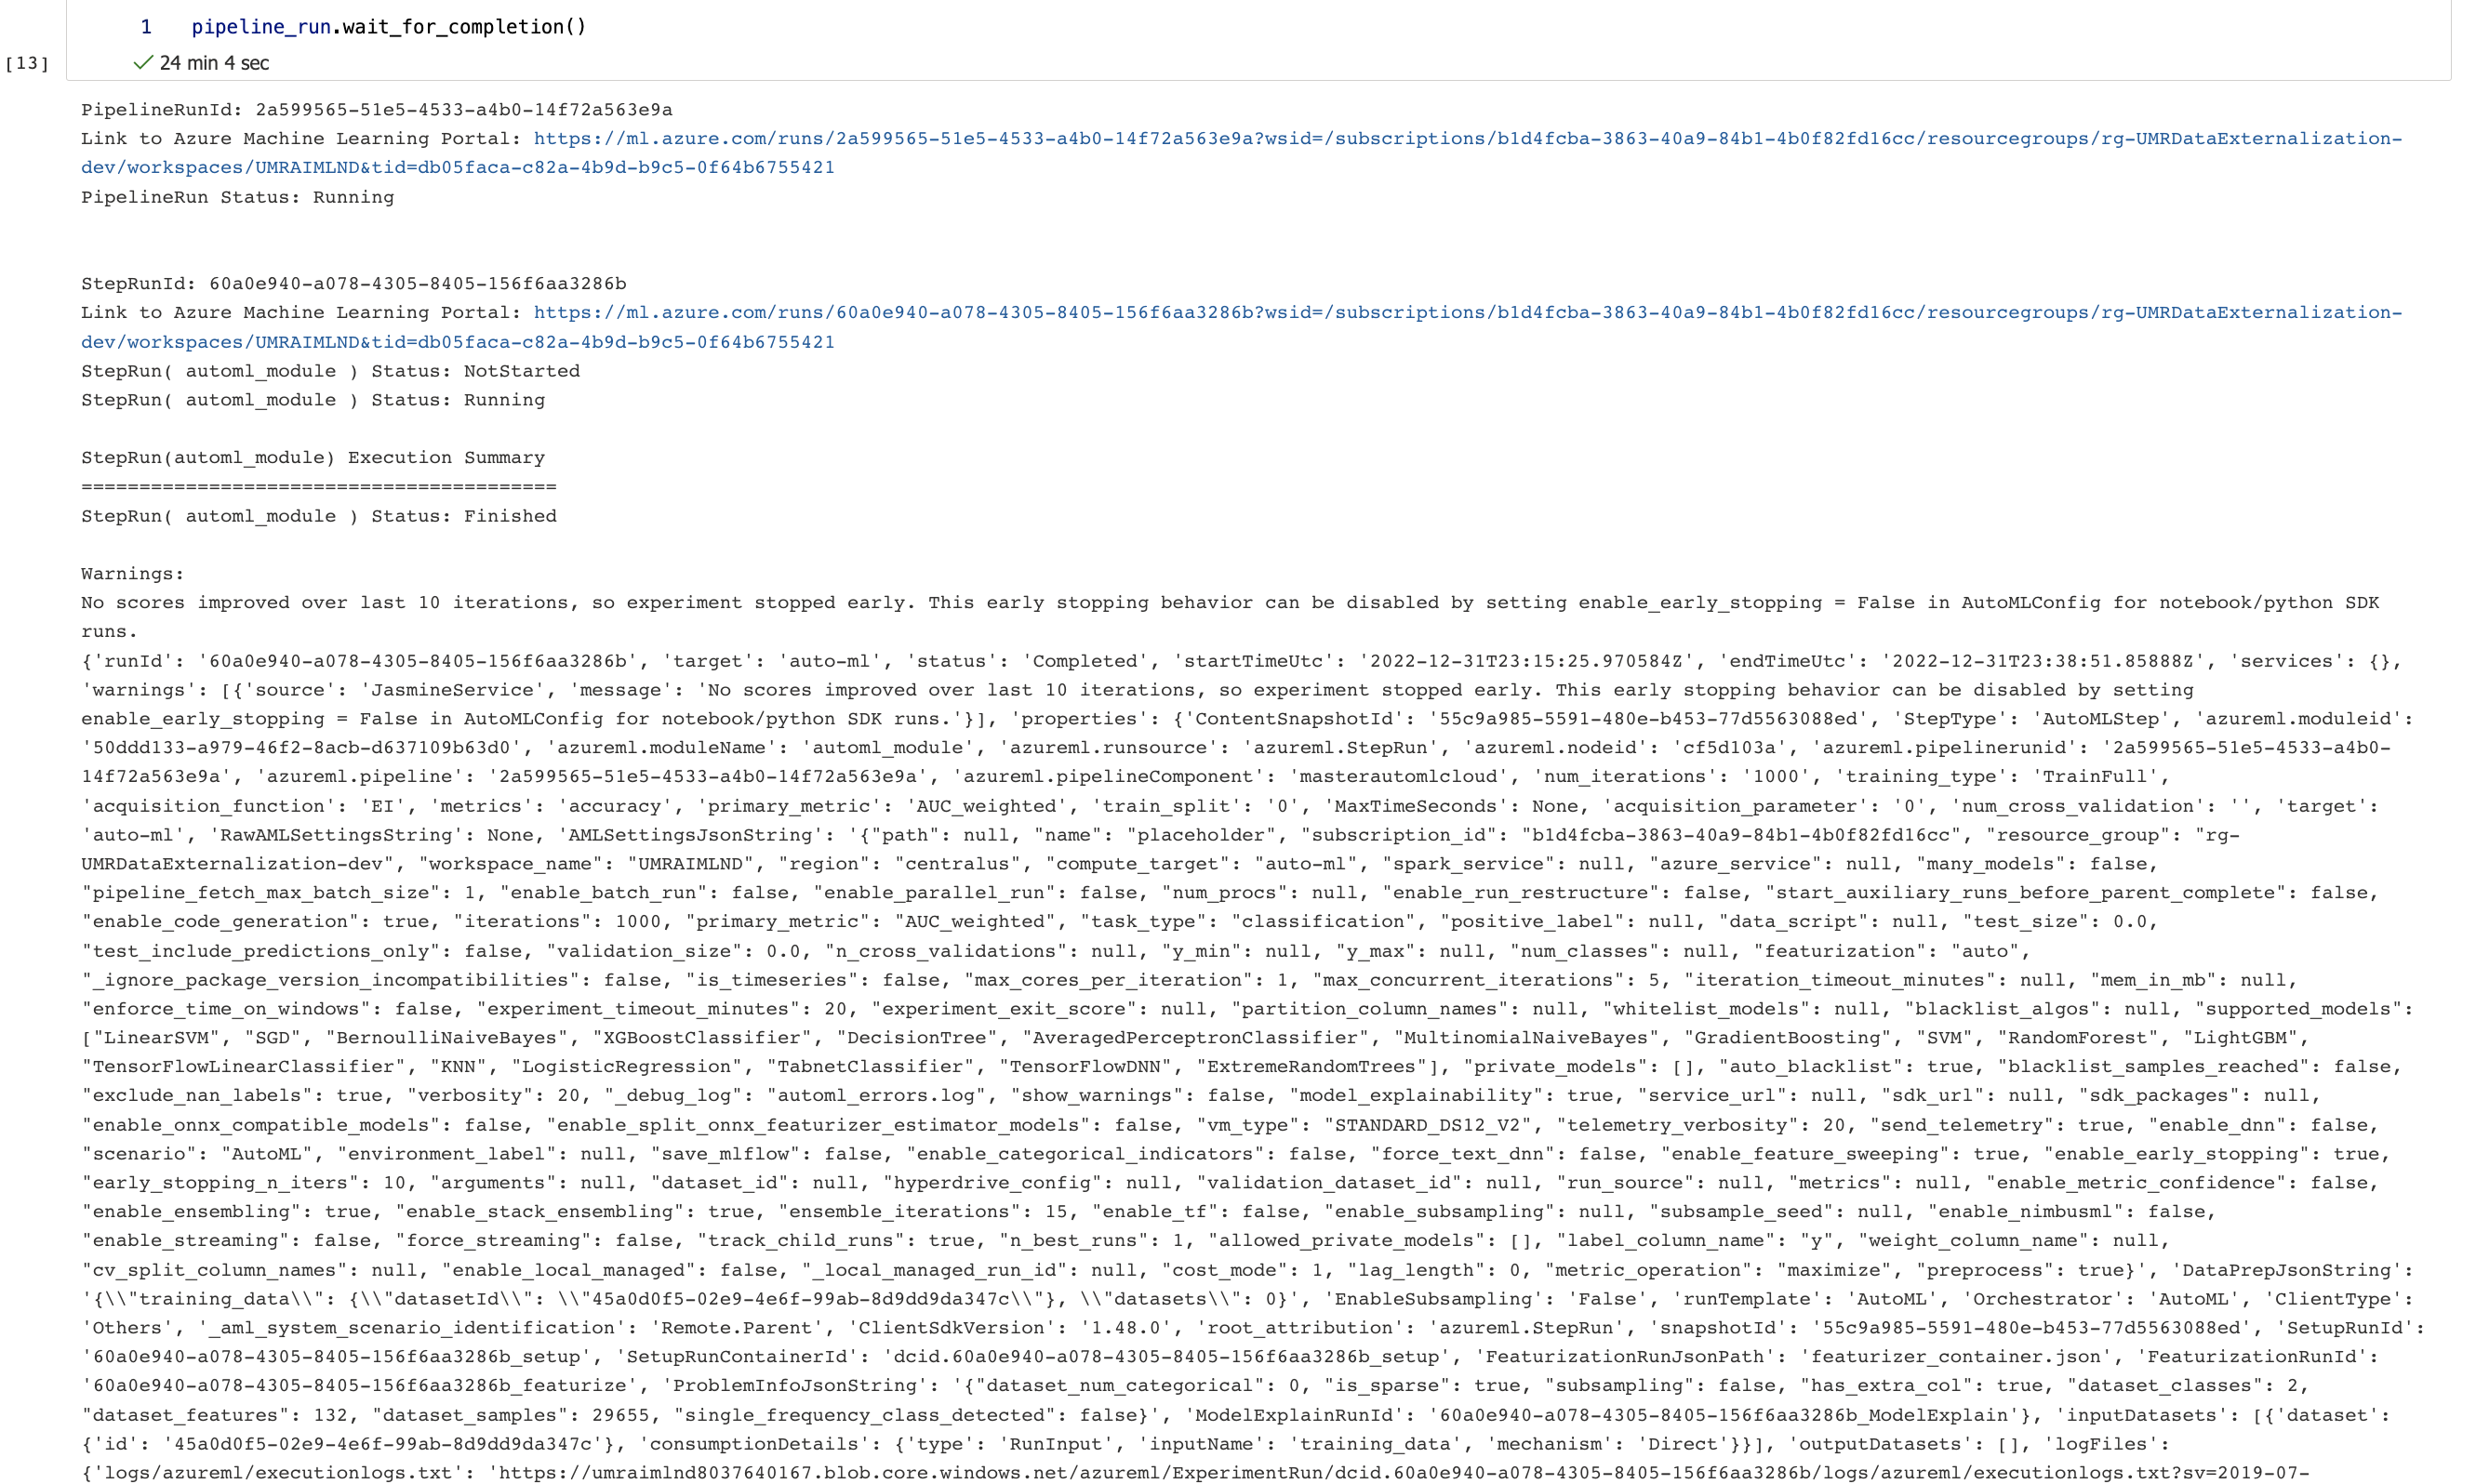 1 pipeline_run.wait_for_completion()
[13] ✓ 24 min 4 sec
PipelineRunId: 2a599565-51e5-4533-a4b0-14f72a563e9a
Link to Azure Machine Learning Portal: https://ml.azure.com/runs/2a599565-51e5-4533-a4b0-14f72a563e9a?wsid=/subscriptions/b1d4fcba-3863-40a9-84b1-4b0f82fd16cc/resourcegroups/rg-UMRDataExternalization-
dev/workspaces/UMRAIMLND&tid=db05faca-c82a-4b9d-b9c5-0f64b6755421
PipelineRun Status: Running
StepRunId: 60a0e940-a078-4305-8405-156f6aa3286b
Link to Azure Machine Learning Portal: https://ml.azure.com/runs/60a0e940-a078-4305-8405-156f6aa3286b?wsid=/subscriptions/b1d4fcba-3863-40a9-84b1-4b0f82fd16cc/resourcegroups/rg-UMRDataExternalization-
dev/workspaces/UMRAIMLND&tid=db05faca-c82a-4b9d-b9c5-0f64b6755421
StepRun( automl_module ) Status: NotStarted
StepRun( automl_module ) Status: Running
StepRun(automl_module) Execution Summary
=========================================
StepRun( automl_module ) Status: Finished
Warnings:
No scores improved over last 10 iterations, so experiment stopped early. This early stopping behavior can be disabled by setting enable_early_stopping = False in AutoMLConfig for notebook/python SDK
runs.
{'runId': '60a0e940-a078-4305-8405-156f6aa3286b', 'target': 'auto-ml', 'status': 'Completed', 'startTimeUtc': '2022-12-31T23:15:25.970584Z', 'endTimeUtc': '2022-12-31T23:38:51.85888Z', 'services': {},
'warnings': [{'source': 'JasmineService', 'message': 'No scores improved over last 10 iterations, so experiment stopped early. This early stopping behavior can be disabled by setting
enable_early_stopping = False in AutoMLConfig for notebook/python SDK runs.'}], 'properties': {'ContentSnapshotId': '55c9a985-5591-480e-b453-77d5563088ed', 'StepType': 'AutoMLStep', 'azureml.moduleid':
'50ddd133-a979-46f2-8acb-d637109b63d0', 'azureml.moduleName': 'automl_module', 'azureml.runsource': 'azureml.StepRun', 'azureml.nodeid': 'cf5d103a', 'azureml.pipelinerunid': '2a599565-51e5-4533-a4b0-
14f72a563e9a', 'azureml.pipeline': '2a599565-51e5-4533-a4b0-14f72a563e9a', 'azureml.pipelineComponent': 'masterautomlcloud', 'num_iterations': '1000', 'training_type': 'TrainFull',
'acquisition_function': 'EI', 'metrics': 'accuracy', 'primary_metric': 'AUC_weighted', 'train_split': '0', 'MaxTimeSeconds': None, 'acquisition_parameter': '0', 'num_cross_validation': '', 'target':
'auto-ml', 'RawAMLSettingsString': None, 'AMLSettingsJsonString': '{"path": null, "name": "placeholder", "subscription_id": "b1d4fcba-3863-40a9-84b1-4b0f82fd16cc", "resource_group": "rg-
UMRDataExternalization-dev", "workspace_name": "UMRAIMLND", "region": "centralus", "compute_target": "auto-ml", "spark_service": null, "azure_service": null, "many_models": false,
"pipeline_fetch_max_batch_size": 1, "enable_batch_run": false, "enable_parallel_run": false, "num_procs": null, "enable_run_restructure": false, "start_auxiliary_runs_before_parent_complete": false,
"enable_code_generation": true, "iterations": 1000, "primary_metric": "AUC_weighted", "task_type": "classification", "positive_label": null, "data_script": null, "test_size": 0.0,
"test_include_predictions_only": false, "validation_size": 0.0, "n_cross_validations": null, "y_min": null, "y_max": null, "num_classes": null, "featurization": "auto",
"_ignore_package_version_incompatibilities": false, "is_timeseries": false, "max_cores_per_iteration": 1, "max_concurrent_iterations": 5, "iteration_timeout_minutes": null, "mem_in_mb": null,
"enforce_time_on_windows": false, "experiment_timeout_minutes": 20, "experiment_exit_score": null, "partition_column_names": null, "whitelist_models": null, "blacklist_algos": null, "supported_models":
["LinearSVM", "SGD", "BernoulliNaiveBayes", "XGBoostClassifier", "DecisionTree", "AveragedPerceptronClassifier", "MultinomialNaiveBayes", "GradientBoosting", "SVM", "RandomForest", "LightGBM",
"TensorFlowLinearClassifier", "KNN", "LogisticRegression", "TabnetClassifier", "TensorFlowDNN", "ExtremeRandomTrees"], "private_models": [], "auto_blacklist": true, "blacklist_samples_reached": false,
"exclude_nan_labels": true, "verbosity": 20, "_debug_log": "automl_errors.log", "show_warnings": false, "model_explainability": true, "service_url": null, "sdk_url": null, "sdk_packages": null,
"enable_onnx_compatible_models": false, "enable_split_onnx_featurizer_estimator_models": false, "vm_type": "STANDARD_DS12_V2", "telemetry_verbosity": 20, "send_telemetry": true, "enable_dnn": false,
"scenario": "AutoML", "environment_label": null, "save_mlflow": false, "enable_categorical_indicators": false, "force_text_dnn": false, "enable_feature_sweeping": true, "enable_early_stopping": true,
"early_stopping_n_iters": 10, "arguments": null, "dataset_id": null, "hyperdrive_config": null, "validation_dataset_id": null, "run_source": null, "metrics": null, "enable_metric_confidence": false,
"enable_ensembling": true, "enable_stack_ensembling": true, "ensemble_iterations": 15, "enable_tf": false, "enable_subsampling": null, "subsample_seed": null, "enable_nimbusml": false,
"enable_streaming": false, "force_streaming": false, "track_child_runs": true, "n_best_runs": 1, "allowed_private_models": [], "label_column_name": "y", "weight_column_name": null,
"cv_split_column_names": null, "enable_local_managed": false, "_local_managed_run_id": null, "cost_mode": 1, "lag_length": 0, "metric_operation": "maximize", "preprocess": true}', 'DataPrepJsonString':
'{\\"training_data\\": {\\"datasetId\\": \\"45a0d0f5-02e9-4e6f-99ab-8d9dd9da347c\\"}, \\"datasets\\": 0}', 'EnableSubsampling': 'False', 'runTemplate': 'AutoML', 'Orchestrator': 'AutoML', 'ClientType':
'Others', '_aml_system_scenario_identification': 'Remote.Parent', 'ClientSdkVersion': '1.48.0', 'root_attribution': 'azureml.StepRun', 'snapshotId': '55c9a985-5591-480e-b453-77d5563088ed', 'SetupRunId':
'60a0e940-a078-4305-8405-156f6aa3286b_setup', 'SetupRunContainerId': 'dcid.60a0e940-a078-4305-8405-156f6aa3286b_setup', 'FeaturizationRunJsonPath': 'featurizer_container.json', 'FeaturizationRunId':
'60a0e940-a078-4305-8405-156f6aa3286b_featurize', 'ProblemInfoJsonString': '{"dataset_num_categorical": 0, "is_sparse": true, "subsampling": false, "has_extra_col": true, "dataset_classes": 2,
"dataset_features": 132, "dataset_samples": 29655, "single_frequency_class_detected": false}', 'ModelExplainRunId': '60a0e940-a078-4305-8405-156f6aa3286b_ModelExplain'}, 'inputDatasets': [{'dataset':
{'id': '45a0d0f5-02e9-4e6f-99ab-8d9dd9da347c'}, 'consumptionDetails': {'type': 'RunInput', 'inputName': 'training_data', 'mechanism': 'Direct'}}], 'outputDatasets': [], 'logFiles':
{'logs/azureml/executionlogs.txt': 'https://umraimlnd8037640167.blob.core.windows.net/azureml/ExperimentRun/dcid.60a0e940-a078-4305-8405-156f6aa3286b/logs/azureml/executionlogs.txt?sv=2019-07-